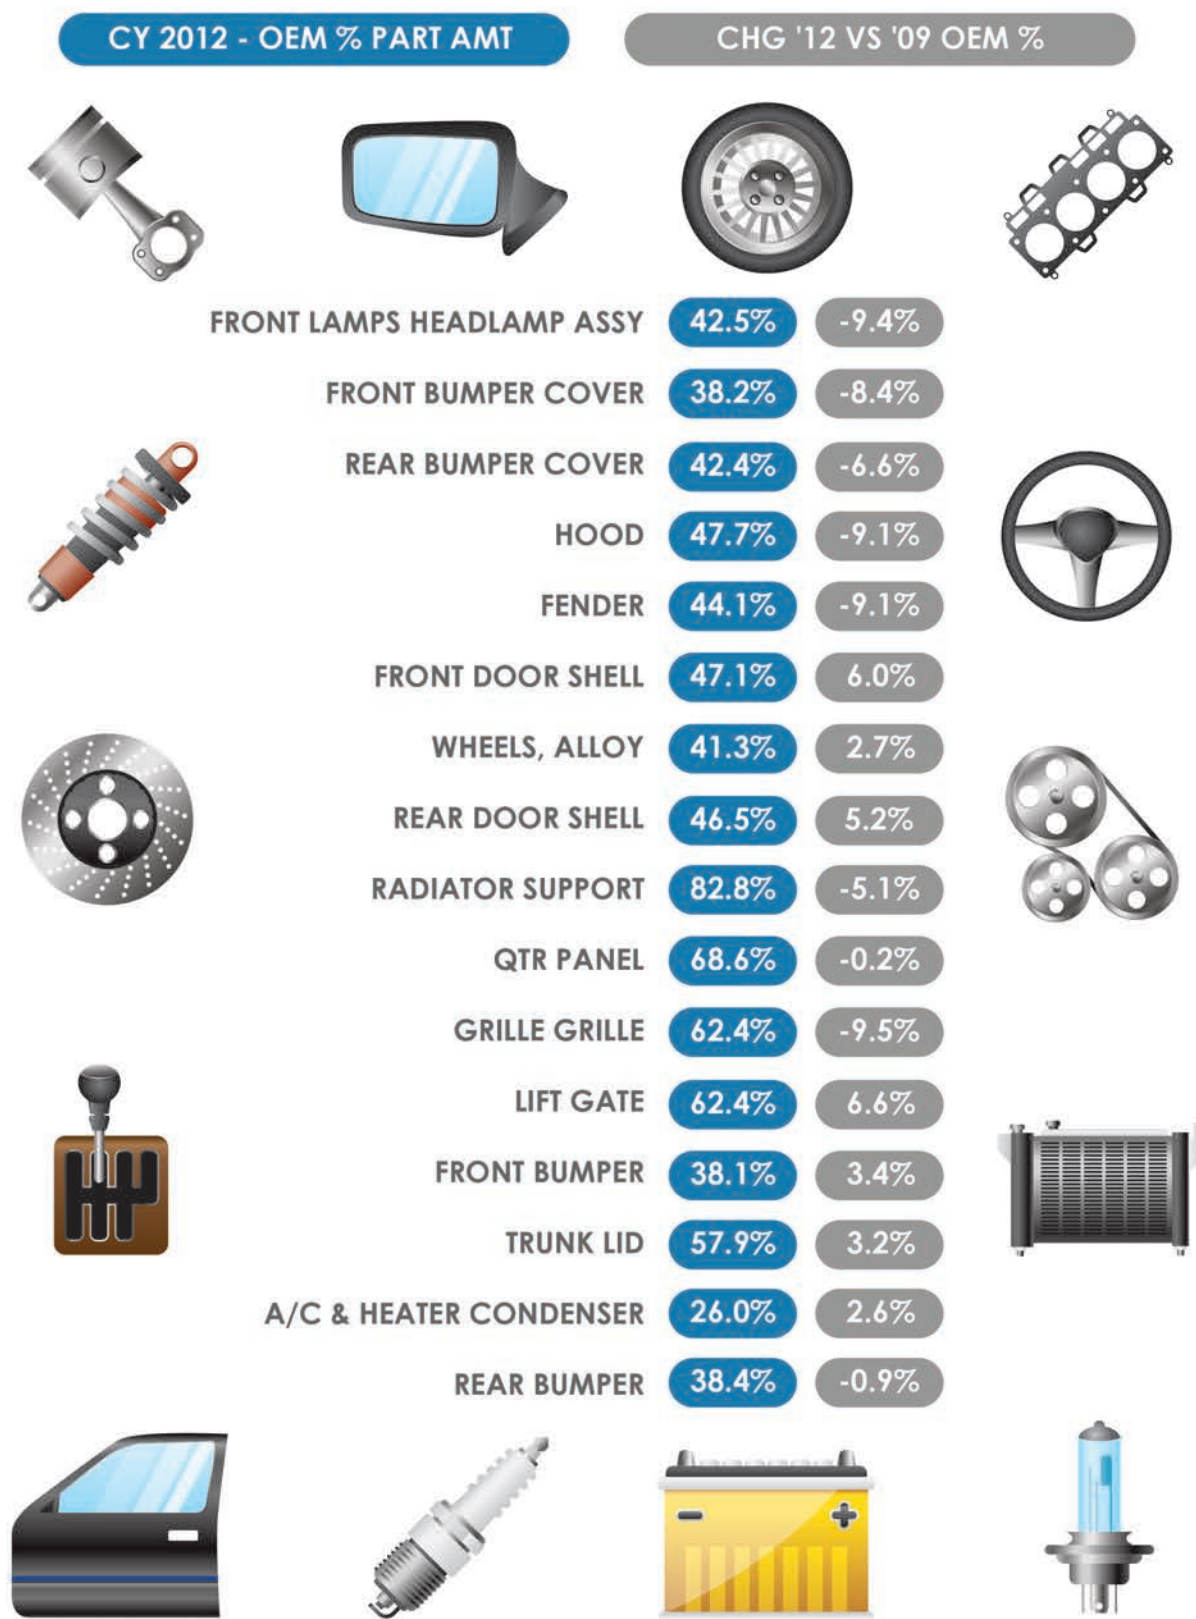 CY 2012 - OEM % PART AMT CHG '12 VS '09 OEM %
FRONT LAMPS HEADLAMP ASSY 42.5% -9.4%
FRONT BUMPER COVER 38.2% -8.4%
REAR BUMPER COVER 42.4% -6.6%
HOOD 47.7% -9.1%
FENDER 44.1% -9.1%
FRONT DOOR SHELL 47.1% 6.0%
WHEELS, ALLOY 41.3% 2.7%
REAR DOOR SHELL 46.5% 5.2%
RADIATOR SUPPORT 82.8% -5.1%
QTR PANEL 68.6% -0.2%
GRILLE GRILLE 62.4% -9.5%
LIFT GATE 62.4% 6.6%
FRONT BUMPER 38.1% 3.4%
TRUNK LID 57.9% 3.2%
A/C & HEATER CONDENSER 26.0% 2.6%
REAR BUMPER 38.4% -0.9%